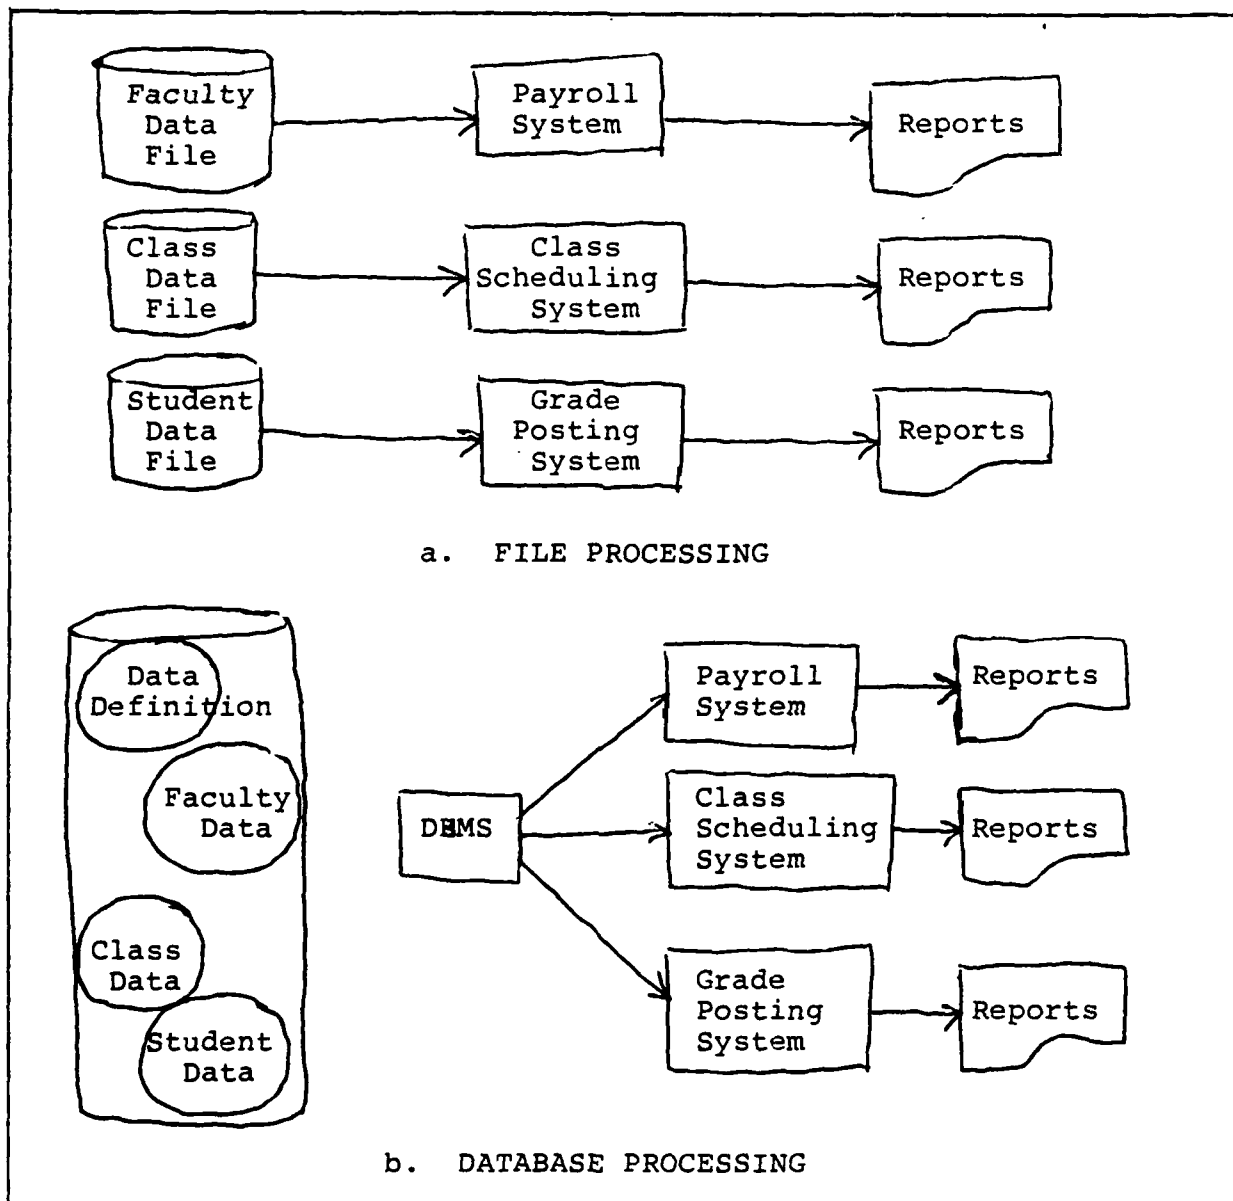 Faculty
Data
File
Payroll
System
Reports
Class
Data
File
Class
Scheduling
System
Reports
Student
Data
File
Grade
Posting
System
Reports
a. FILE PROCESSING
Data
Definition
Faculty
Data
Class
Data
Student
Data
DBMS
Payroll
System
Reports
Class
Scheduling
System
Reports
Grade
Posting
System
Reports
b. DATABASE PROCESSING